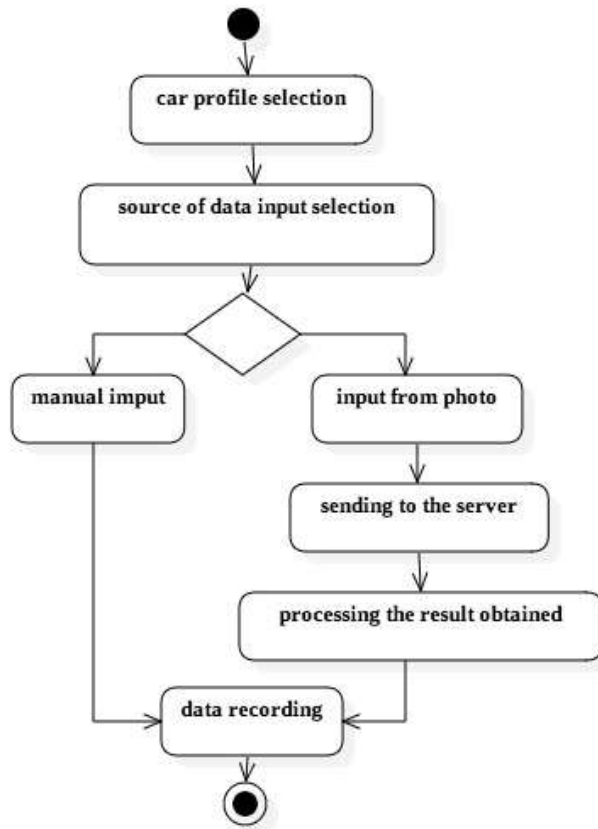 car profile selection
source of data input selection
manual imput
input from photo
sending to the server
processing the result obtained
data recording